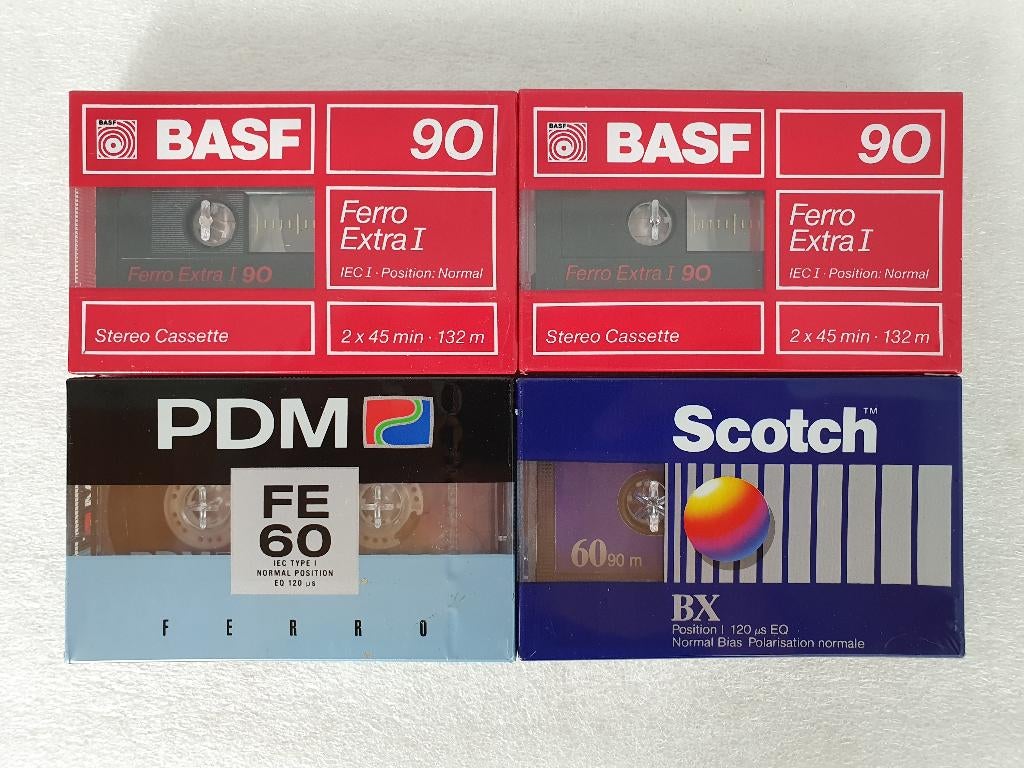 BASF
BASF
90
Ferro
Extra I
IEC I · Position: Normal
Ferro Extra I 90
Stereo Cassette
2 x 45 min · 132 m
BASF
BASF
90
Ferro
Extra I
IEC I · Position: Normal
Ferro Extra I 90
Stereo Cassette
2 x 45 min · 132 m
PDM
FE
60
IEC TYPE I
NORMAL POSITION
EQ 120 µs
FERRO
Scotch™
60 90 m
BX
Position I 120 µs EQ
Normal Bias Polarisation normale